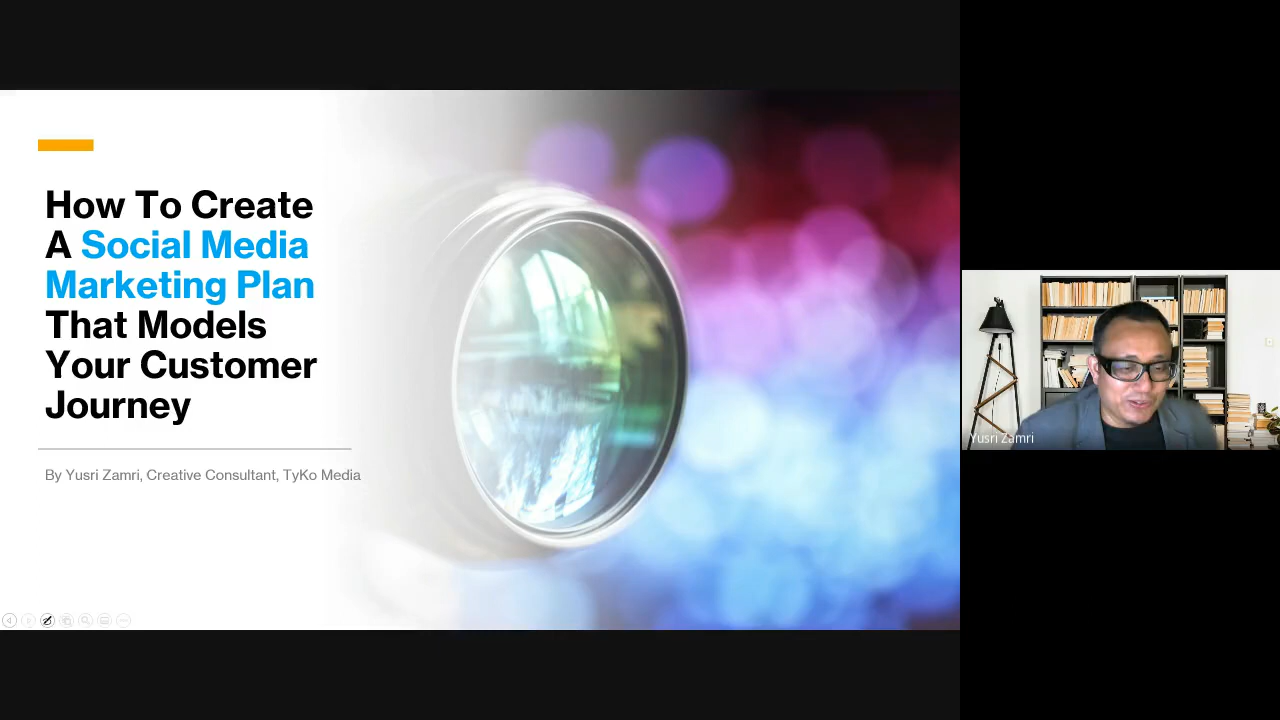 How To Create
A Social Media
Marketing Plan
That Models
Your Customer
Journey
By Yusri Zamri, Creative Consultant, TyKo Media
Yusri Zamri